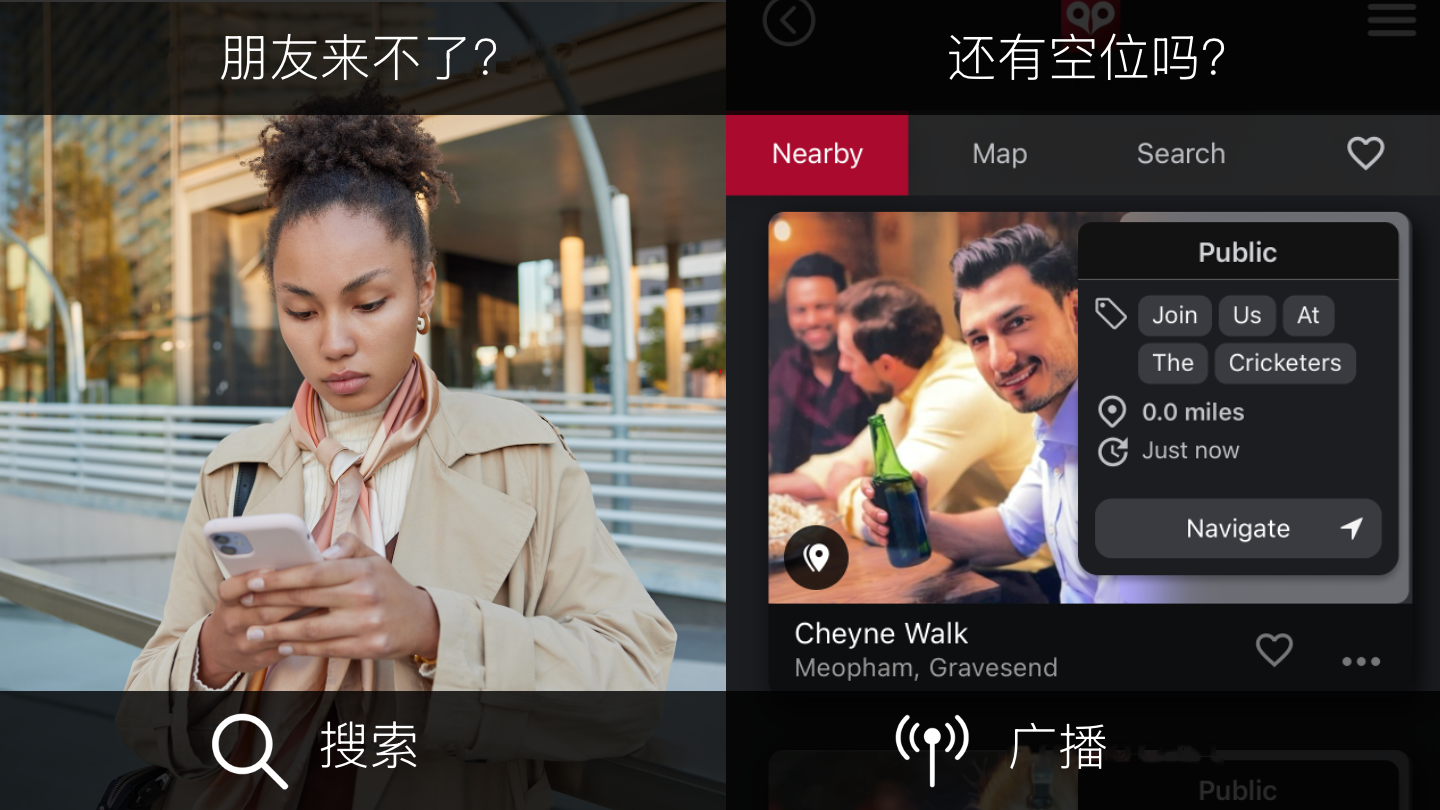 朋友来不了?
搜索
还有空位吗?
Nearby Map Search
Public
Join Us At
The Cricketers
0.0 miles
Just now
Navigate
Cheyne Walk
Meopham, Gravesend
广播
Public